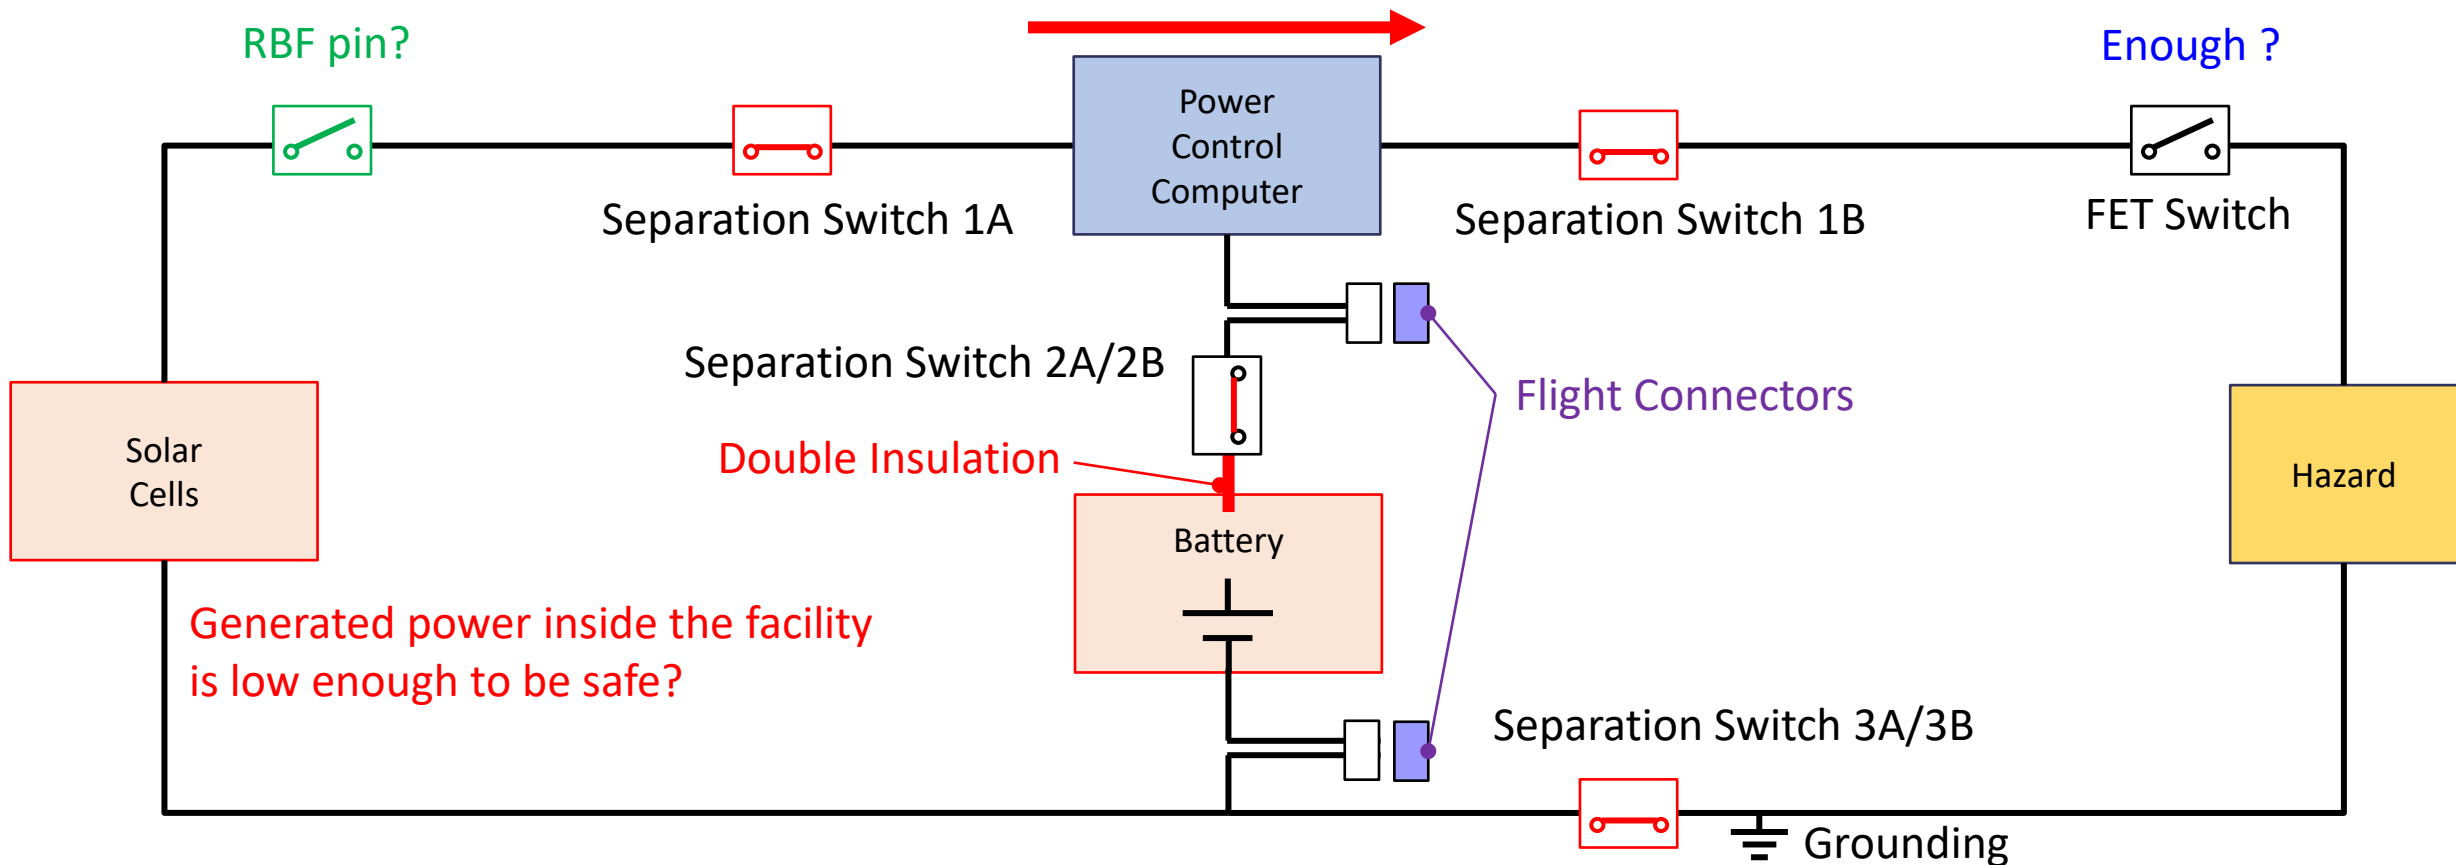 RBF pin?
Enough ?
Power
Control
Computer
Separation Switch 1A
Separation Switch 1B
FET Switch
Separation Switch 2A/2B
Flight Connectors
Double Insulation
Solar
Cells
Battery
Hazard
Generated power inside the facility
is low enough to be safe?
Separation Switch 3A/3B
Grounding